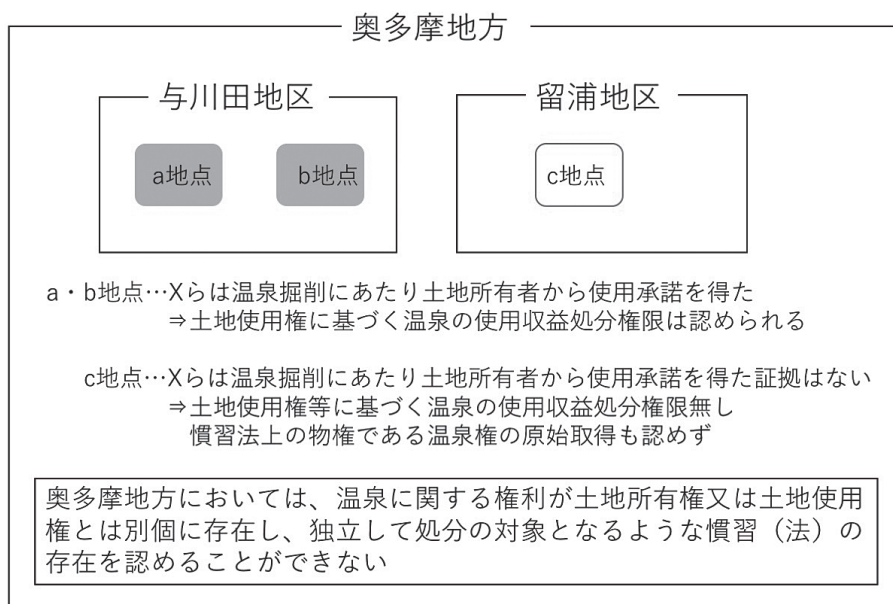 奥多摩地方
与川田地区
留浦地区
a地点
b地点
c地点
a・b地点…Xらは温泉掘削にあたり土地所有者から使用承諾を得た
⇒土地使用権に基づく温泉の使用収益処分権限は認められる
c地点…Xらは温泉掘削にあたり土地所有者から使用承諾を得た証拠はない
⇒土地使用権等に基づく温泉の使用収益処分権限無し
慣習法上の物権である温泉権の原始取得も認めず
奥多摩地方においては、温泉に関する権利が土地所有権又は土地使用
権とは別個に存在し、独立して処分の対象となるような慣習（法）の
存在を認めることができない